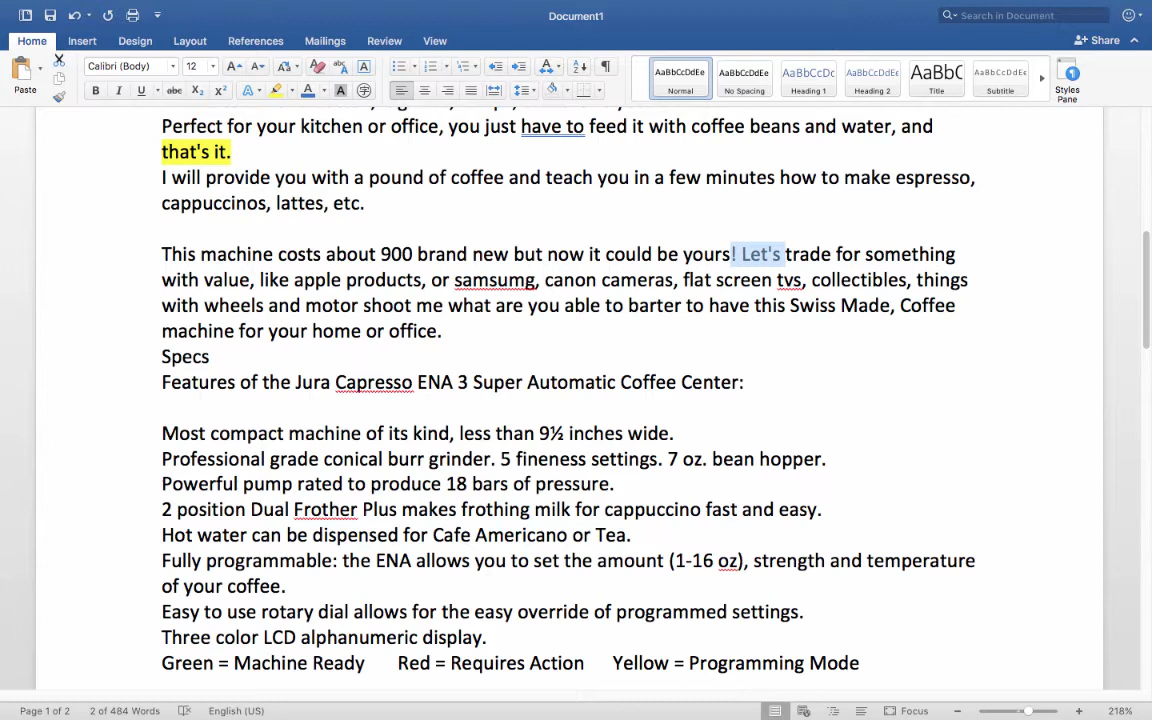 Document1
Search in Document
Home Insert Design Layout References Mailings Review View
Share
Paste
Calibri (Body) 12
AaBbCcDdEe AaBbCcDdEe AaBbCcDc AaBbCcDdEe AaBbC AaBbCcDdEe
Normal No Spacing Heading 1 Heading 2 Title Subtitle
Styles Pane
Perfect for your kitchen or office, you just have to feed it with coffee beans and water, and
that's it.
I will provide you with a pound of coffee and teach you in a few minutes how to make espresso,
cappuccinos, lattes, etc.
This machine costs about 900 brand new but now it could be yours! Let's trade for something
with value, like apple products, or samsumg, canon cameras, flat screen tvs, collectibles, things
with wheels and motor shoot me what are you able to barter to have this Swiss Made, Coffee
machine for your home or office.
Specs
Features of the Jura Capresso ENA 3 Super Automatic Coffee Center:
Most compact machine of its kind, less than 9½ inches wide.
Professional grade conical burr grinder. 5 fineness settings. 7 oz. bean hopper.
Powerful pump rated to produce 18 bars of pressure.
2 position Dual Frother Plus makes frothing milk for cappuccino fast and easy.
Hot water can be dispensed for Cafe Americano or Tea.
Fully programmable: the ENA allows you to set the amount (1-16 oz), strength and temperature
of your coffee.
Easy to use rotary dial allows for the easy override of programmed settings.
Three color LCD alphanumeric display.
Green = Machine Ready Red = Requires Action Yellow = Programming Mode
Page 1 of 2 2 of 484 Words English (US) Focus 218%